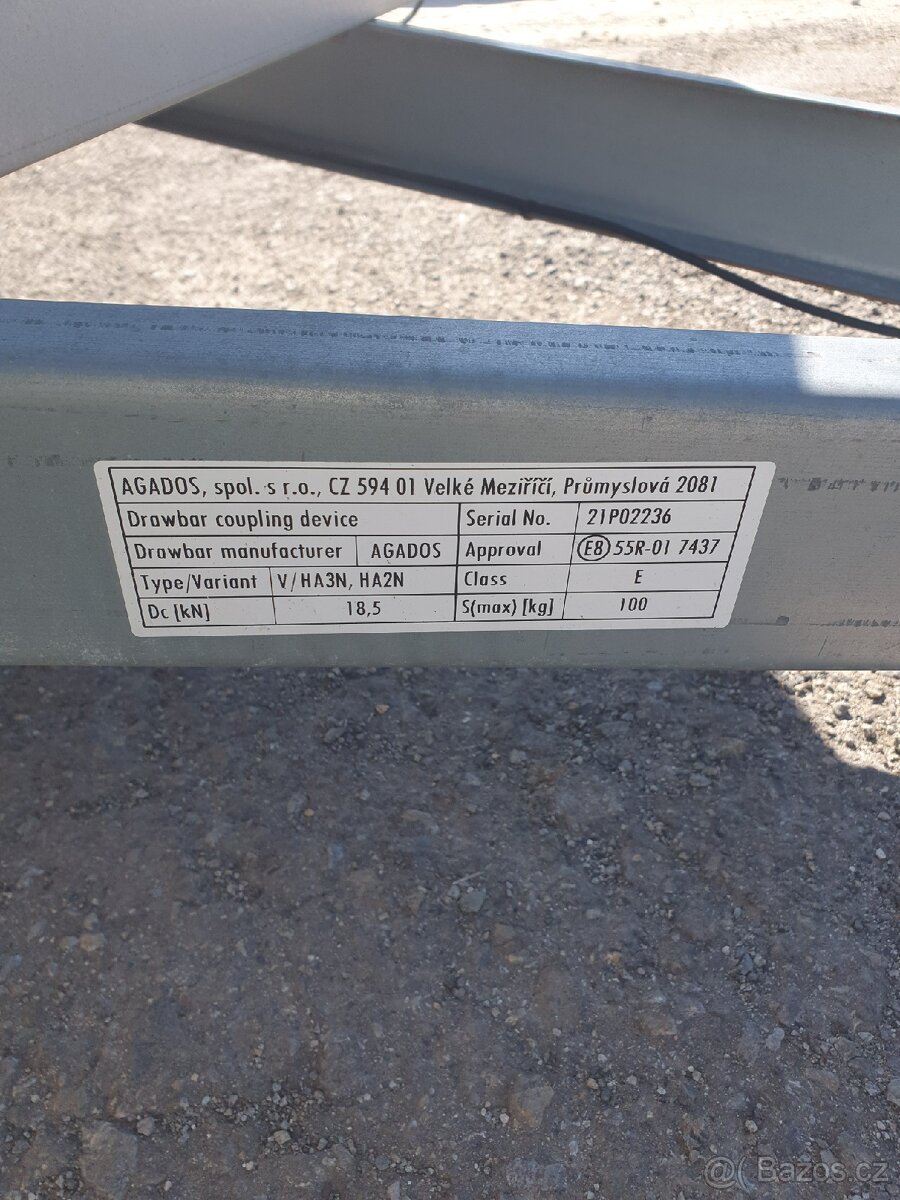 AGADOS, spol. s r.o., CZ 594 01 Velké Meziříčí, Průmyslová 2081
Drawbar coupling device Serial No. 21P02236
Drawbar manufacturer AGADOS Approval E8 55R-01 7437
Type/Variant V/HA3N, HA2N Class E
Dc [kN] 18,5 S(max) [kg] 100
@( Bazos.cz